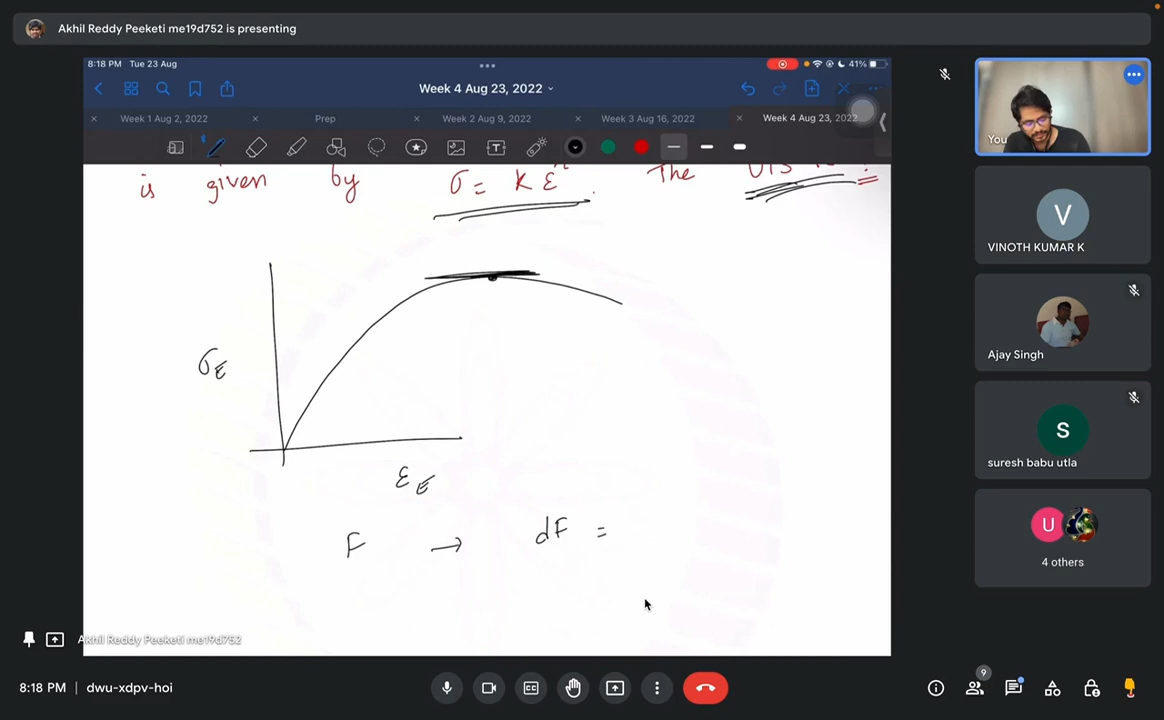 Akhil Reddy Peeketi me19d752 is presenting
8:18 PM Tue 23 Aug
41%
Week 4 Aug 23, 2022
Week 1 Aug 2, 2022
Prep
Week 2 Aug 9, 2022
Week 3 Aug 16, 2022
Week 4 Aug 23, 2022
is given by σ = K ε . The UTS
σE
εE
F → dF =
You
V
VINOTH KUMAR K
Ajay Singh
S
suresh babu utla
U
4 others
Akhil Reddy Peeketi me19d752
8:18 PM | dwu-xdpv-hoi
9